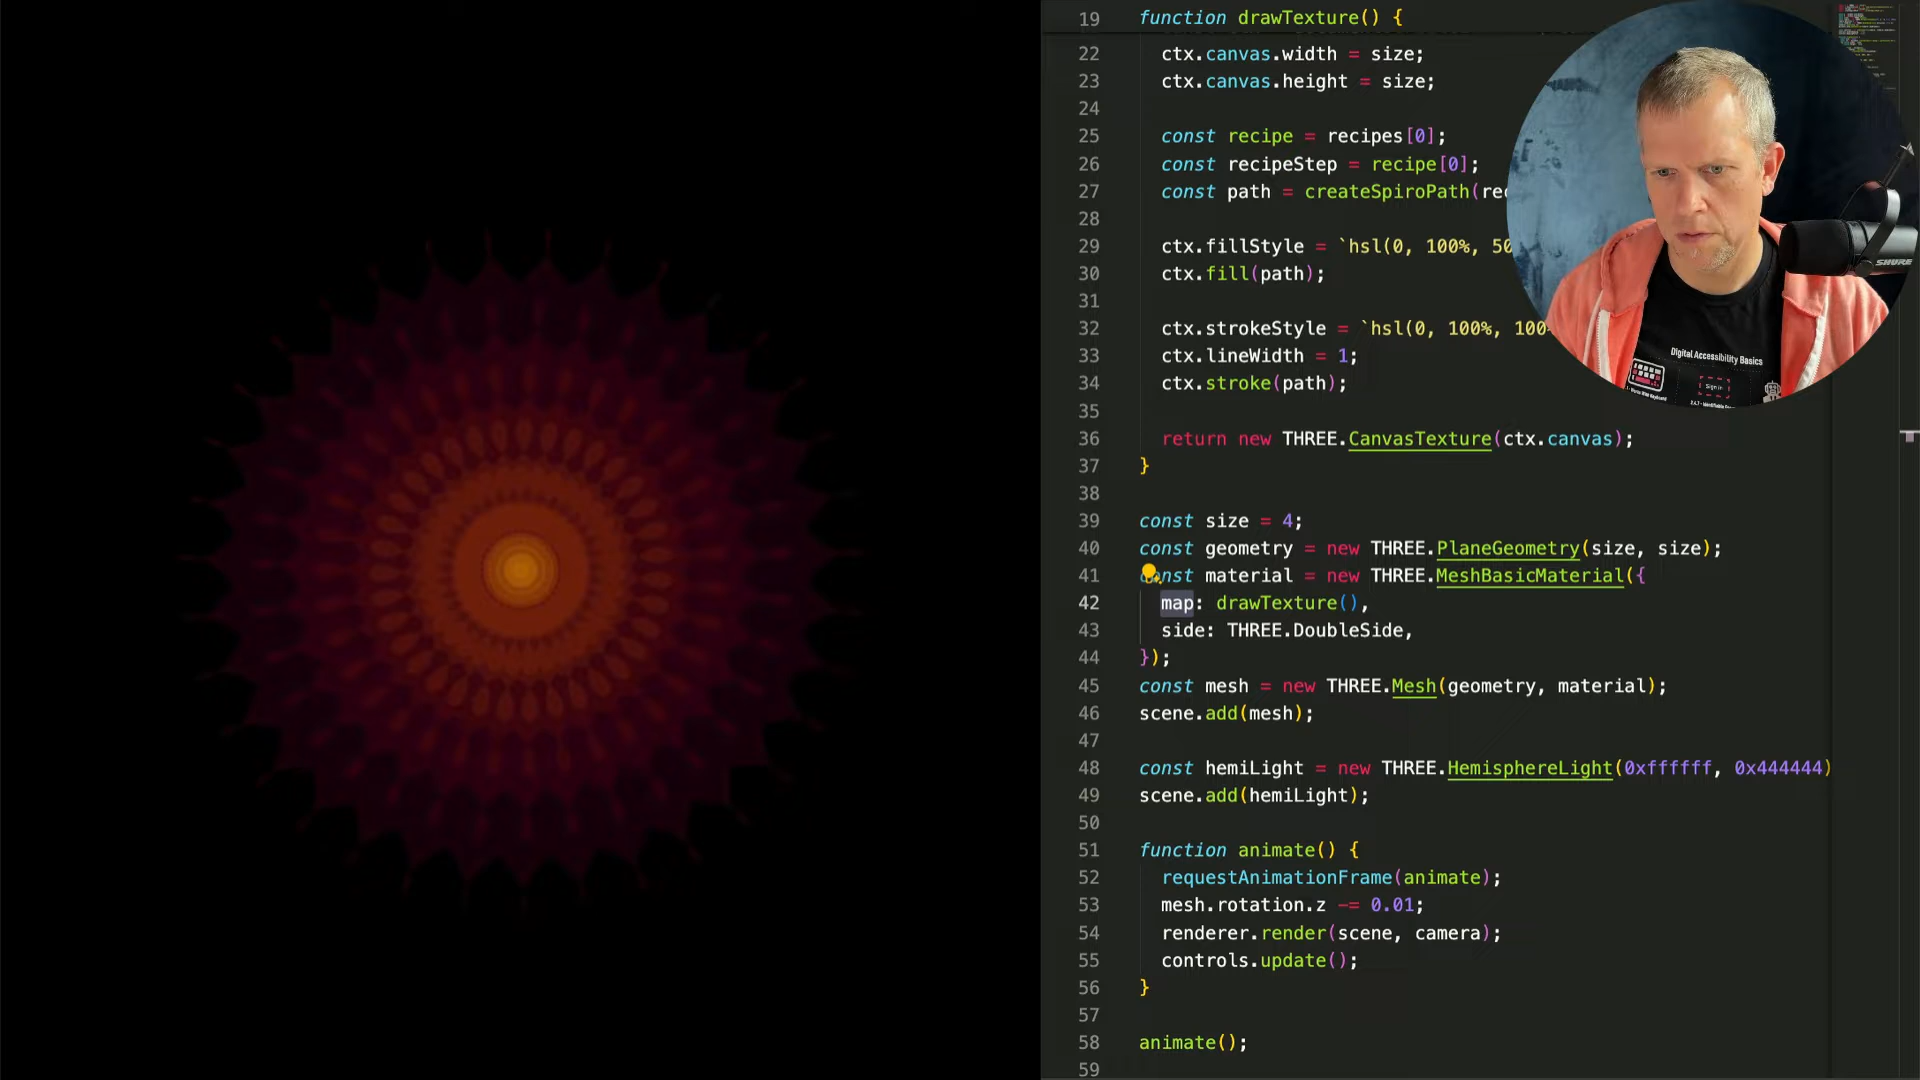 19 function drawTexture() {
22 ctx.canvas.width = size;
23 ctx.canvas.height = size;
24
25 const recipe = recipes[0];
26 const recipeStep = recipe[0];
27 const path = createSpiroPath(rec
28
29 ctx.fillStyle = `hsl(0, 100%, 50
30 ctx.fill(path);
31
32 ctx.strokeStyle = `hsl(0, 100%, 100
33 ctx.lineWidth = 1;
34 ctx.stroke(path);
35
36 return new THREE.CanvasTexture(ctx.canvas);
37 }
38
39 const size = 4;
40 const geometry = new THREE.PlaneGeometry(size, size);
41 const material = new THREE.MeshBasicMaterial({
42 map: drawTexture(),
43 side: THREE.DoubleSide,
44 });
45 const mesh = new THREE.Mesh(geometry, material);
46 scene.add(mesh);
47
48 const hemiLight = new THREE.HemisphereLight(0xffffff, 0x444444)
49 scene.add(hemiLight);
50
51 function animate() {
52 requestAnimationFrame(animate);
53 mesh.rotation.z -= 0.01;
54 renderer.render(scene, camera);
55 controls.update();
56 }
57
58 animate();
59
SHURE
Digital Accessibility Basics
Sign in